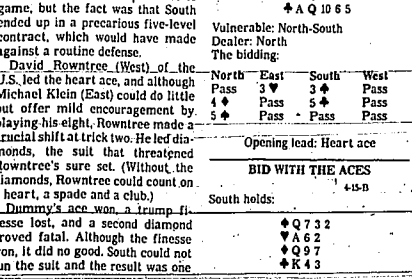 game, but the fact was that South
ended up in a precarious five-level
contract, which would have made
against a routine defense.
David Rowntree (West) of the
U.S. led the heart ace, and although
Michael Klein (East) could do little
but offer mild encouragement by
playing his eight, Rowntree made a
crucial shift at trick two. He led dia-
monds, the suit that threatened
Rowntree's sure set. (Without the
diamonds, Rowntree could count on
a heart, a spade and a club.)
Dummy's ace won, a trump fi-
nesse lost, and a second diamond
proved fatal. Although the finesse
won, it did no good. South could not
run the suit and the result was one
♣ A Q 10 6 5
Vulnerable: North-South
Dealer: North
The bidding:
North East South West
Pass 3 ♥ 3 ♠ Pass
4 ♦ Pass 5 ♣ Pass
5 ♠ Pass Pass Pass
Opening lead: Heart ace
BID WITH THE ACES
4-15-B
South holds:
♠ Q 7 3 2
♥ A 6 2
♦ Q 9 7
♣ K 4 3